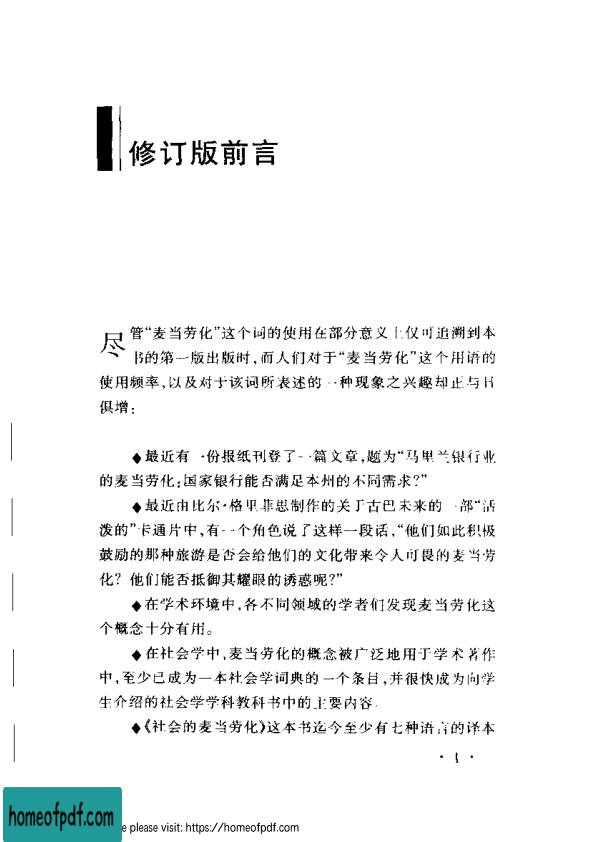 修订版前言
尽管“麦当劳化”这个词的使用在部分意义上仅可追溯到本
书的第一版出版时,而人们对于“麦当劳化”这个用语的
使用频率,以及对于该词所表述的一种现象之兴趣却正与日
俱增:
◆最近有一份报纸刊登了一篇文章,题为“马里兰银行业
的麦当劳化:国家银行能否满足本州的不同需求?”
◆最近由比尔·格里菲思制作的关于古巴未来的一部“活
泼的”卡通片中,有一个角色说了这样一段话,“他们如此积极
鼓励的那种旅游是否会给他们的文化带来令人可畏的麦当劳
化? 他们能否抵御其耀眼的诱惑呢?”
◆在学术环境中,各不同领域的学者们发现麦当劳化这
个概念十分有用。
◆在社会学中,麦当劳化的概念被广泛地用于学术著作
中,至少已成为一本社会学词典的一个条目,并很快成为向学
生介绍的社会学学科教科书中的主要内容.
◆《社会的麦当劳化》这本书迄今至少有七种语言的译本
· 1 ·
homeofpdf.com
e please visit: https://homeofpdf.com